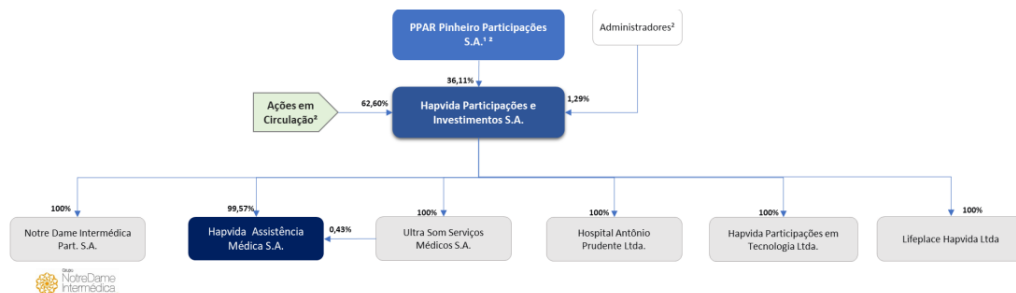 PPAR Pinheiro Participações
S.A.¹ ²
Administradores²
36,11%
Ações em
Circulação²
62,60%
Hapvida Participações e
Investimentos S.A.
1,29%
100%
99,57%
100%
100%
100%
100%
Notre Dame Intermédica
Part. S.A.
Hapvida Assistência
Médica S.A.
0,43%
Ultra Som Serviços
Médicos S.A.
Hospital Antônio
Prudente Ltda.
Hapvida Participações em
Tecnologia Ltda.
Lifeplace Hapvida Ltda
Grupo
NotreDame
Intermédica